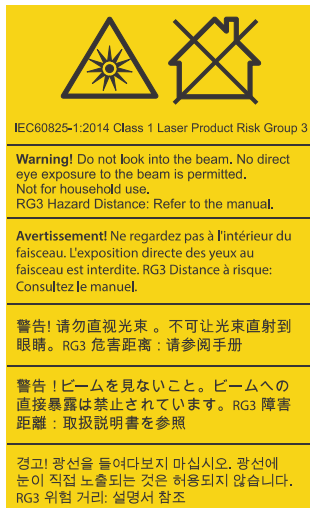 IEC60825-1:2014 Class 1 Laser Product Risk Group 3
Warning! Do not look into the beam. No direct
eye exposure to the beam is permitted.
Not for household use.
RG3 Hazard Distance: Refer to the manual.
Avertissement! Ne regardez pas à l'intérieur du
faisceau. L'exposition directe des yeux au
faisceau est interdite. RG3 Distance à risque:
Consultez le manuel.
警告! 请勿直视光束 。不可让光束直射到
眼睛。RG3 危害距离 : 请参阅手册
警告 ! ビームを見ないこと。ビームへの
直接暴露は禁止されています。RG3 障害
距離 : 取扱説明書を参照
경고! 광선을 들여다보지 마십시오. 광선에
눈이 직접 노출되는 것은 허용되지 않습니다.
RG3 위험 거리: 설명서 참조